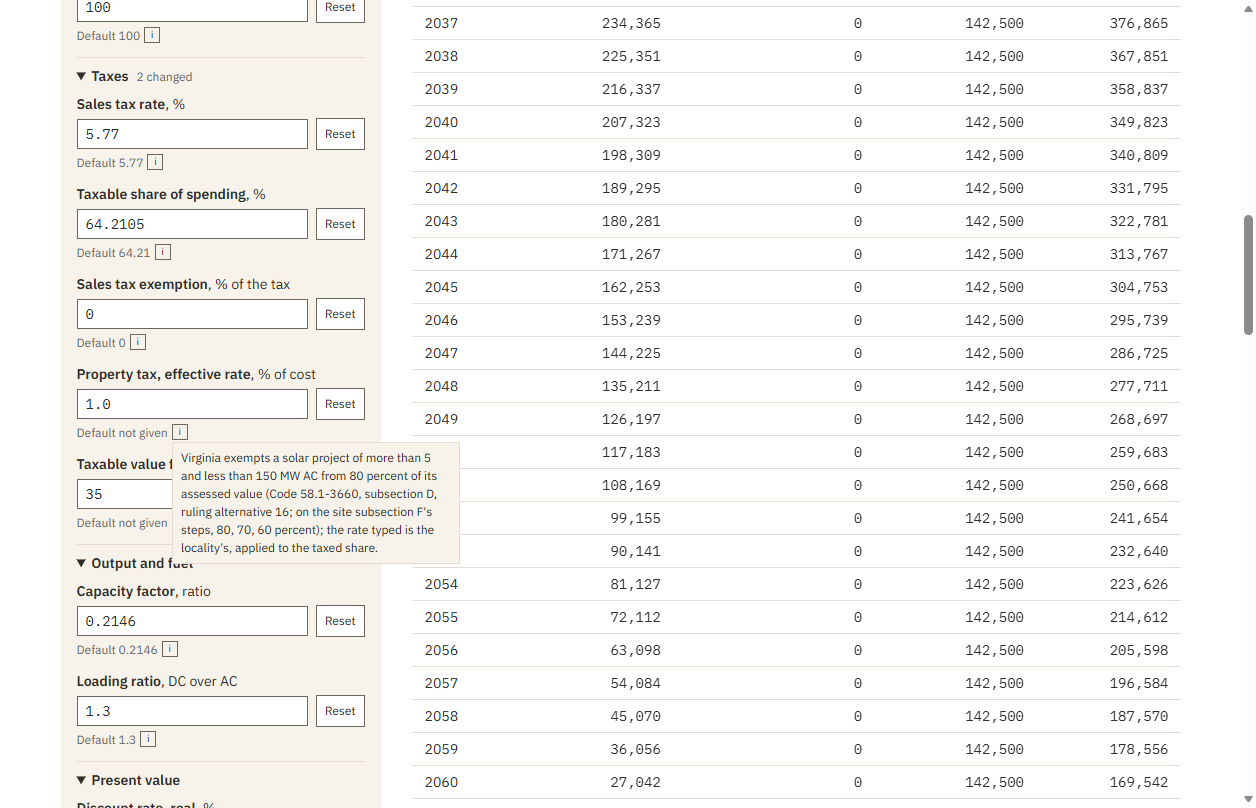 100 Reset
Default 100 i
▼ Taxes 2 changed
Sales tax rate, %
5.77 Reset
Default 5.77 i
Taxable share of spending, %
64.2105 Reset
Default 64.21 i
Sales tax exemption, % of the tax
0 Reset
Default 0 i
Property tax, effective rate, % of cost
1.0 Reset
Default not given i
Virginia exempts a solar project of more than 5
and less than 150 MW AC from 80 percent of its
assessed value (Code 58.1-3660, subsection D,
ruling alternative 16; on the site subsection F's
steps, 80, 70, 60 percent); the rate typed is the
locality's, applied to the taxed share.
Taxable value
35
Default not given
▼ Output and fuel
Capacity factor, ratio
0.2146 Reset
Default 0.2146 i
Loading ratio, DC over AC
1.3 Reset
Default 1.3 i
▼ Present value
Discount rate, real, %
2037 234,365 0 142,500 376,865
2038 225,351 0 142,500 367,851
2039 216,337 0 142,500 358,837
2040 207,323 0 142,500 349,823
2041 198,309 0 142,500 340,809
2042 189,295 0 142,500 331,795
2043 180,281 0 142,500 322,781
2044 171,267 0 142,500 313,767
2045 162,253 0 142,500 304,753
2046 153,239 0 142,500 295,739
2047 144,225 0 142,500 286,725
2048 135,211 0 142,500 277,711
2049 126,197 0 142,500 268,697
117,183 0 142,500 259,683
108,169 0 142,500 250,668
99,155 0 142,500 241,654
90,141 0 142,500 232,640
2054 81,127 0 142,500 223,626
2055 72,112 0 142,500 214,612
2056 63,098 0 142,500 205,598
2057 54,084 0 142,500 196,584
2058 45,070 0 142,500 187,570
2059 36,056 0 142,500 178,556
2060 27,042 0 142,500 169,542